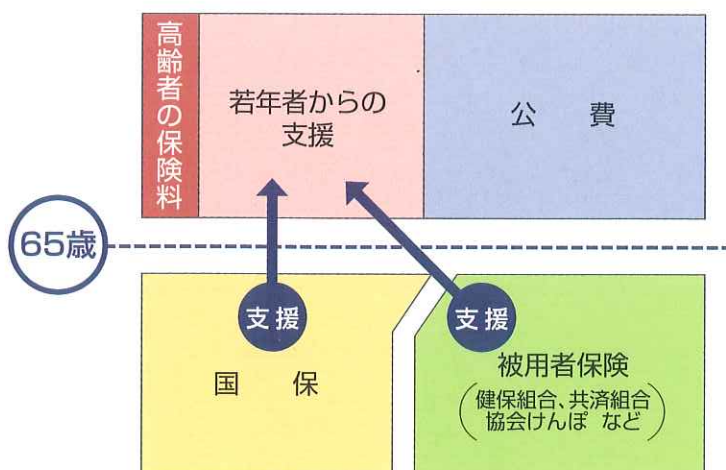 高齢者の保険料
若年者からの
支援
公　費
65歳
支援
支援
国　保
被用者保険
(健保組合、共済組合
協会けんぽ など)